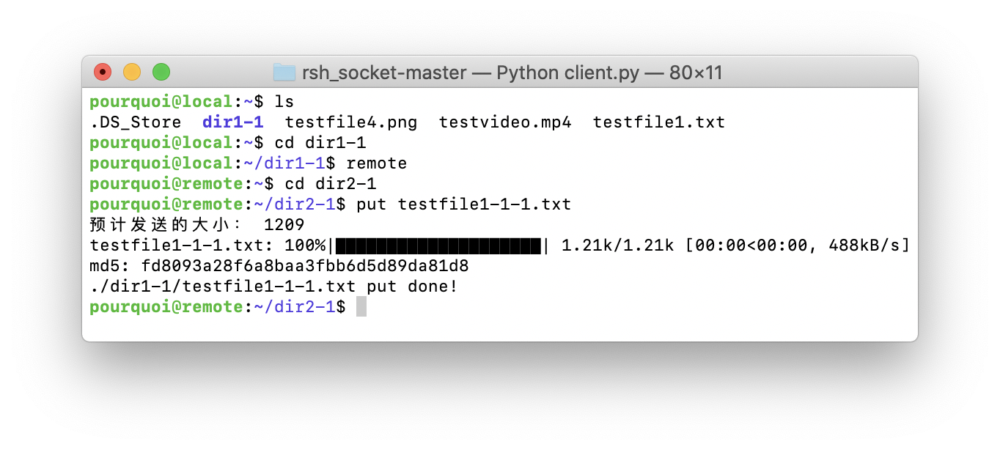 rsh_socket-master — Python client.py — 80×11
pourquoi@local:~$ ls
.DS_Store  dir1-1  testfile4.png  testvideo.mp4  testfile1.txt
pourquoi@local:~$ cd dir1-1
pourquoi@local:~/dir1-1$ remote
pourquoi@remote:~$ cd dir2-1
pourquoi@remote:~/dir2-1$ put testfile1-1-1.txt
预计发送的大小： 1209
testfile1-1-1.txt: 100%|████████████████████| 1.21k/1.21k [00:00<00:00, 488kB/s]
md5: fd8093a28f6a8baa3fbb6d5d89da81d8
./dir1-1/testfile1-1-1.txt put done!
pourquoi@remote:~/dir2-1$